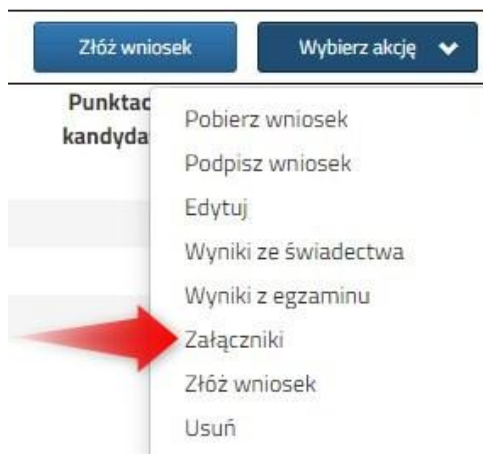 Złóż wniosek
Wybierz akcję
Punktac
kandyda
Pobierz wniosek
Podpisz wniosek
Edytuj
Wyniki ze świadectwa
Wyniki z egzaminu
Załączniki
Złóż wniosek
Usuń